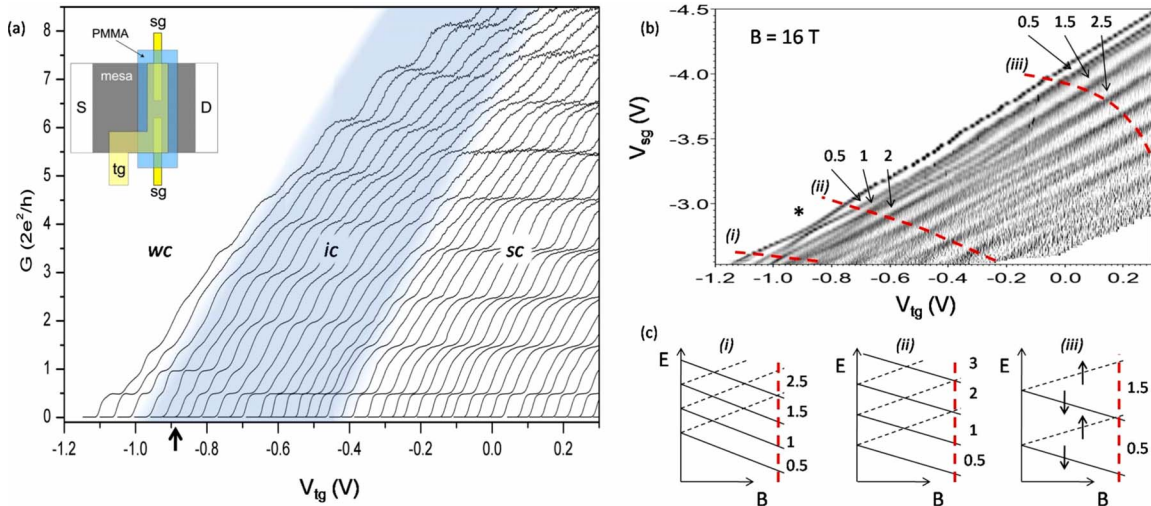 (a)
sg
PMMA
mesa
S
D
tg
sg
G (2e²/h)
8
7
6
5
4
3
2
1
0
wc
ic
sc
-1.2
-1.0
-0.8
-0.6
-0.4
-0.2
0.0
0.2
Vtg (V)
(b)
B = 16 T
Vsg (V)
-4.5
-4.0
-3.5
-3.0
0.5 1.5 2.5
(iii)
0.5 1 2
(ii)
*
(i)
-1.2
-1.0
-0.8
-0.6
-0.4
-0.2
0.0
0.2
Vtg (V)
(c)
(i)
E
2.5
1.5
1
0.5
B
(ii)
E
3
2
1
0.5
B
(iii)
E
1.5
0.5
B